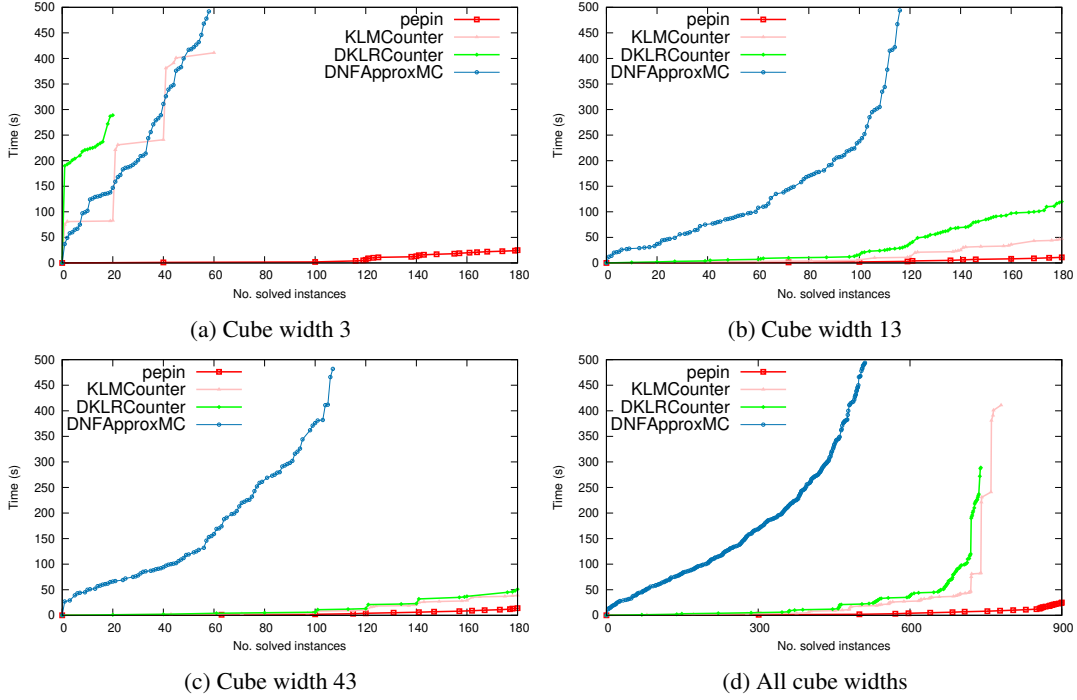 500
450
400
350
300
250
200
150
100
50
0
Time (s)
0 20 40 60 80 100 120 140 160 180
No. solved instances
pepin
KLMCounter
DKLRCounter
DNFApproxMC
(a) Cube width 3
500
450
400
350
300
250
200
150
100
50
0
Time (s)
0 20 40 60 80 100 120 140 160 180
No. solved instances
pepin
KLMCounter
DKLRCounter
DNFApproxMC
(b) Cube width 13
500
450
400
350
300
250
200
150
100
50
0
Time (s)
0 20 40 60 80 100 120 140 160 180
No. solved instances
pepin
KLMCounter
DKLRCounter
DNFApproxMC
(c) Cube width 43
500
450
400
350
300
250
200
150
100
50
0
Time (s)
0 300 600 900
No. solved instances
pepin
KLMCounter
DKLRCounter
DNFApproxMC
(d) All cube widths